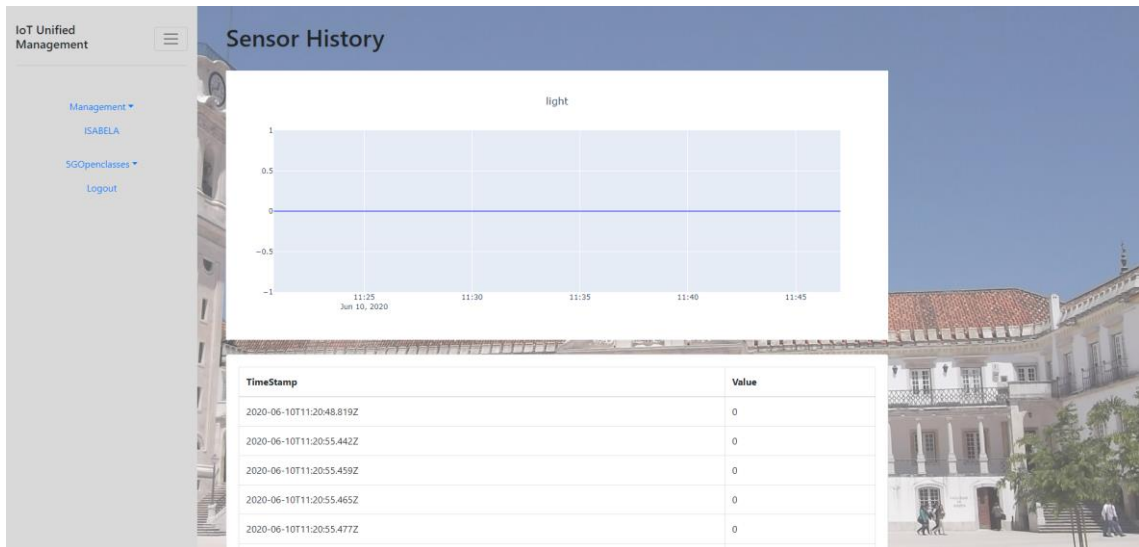 IoT Unified
Management
Management
ISABELA
5GOpenclasses
Logout
Sensor History
light
1
0.5
0
−0.5
−1
11:25
Jun 10, 2020
11:30
11:35
11:40
11:45
TimeStamp Value
2020-06-10T11:20:48.819Z 0
2020-06-10T11:20:55.442Z 0
2020-06-10T11:20:55.459Z 0
2020-06-10T11:20:55.465Z 0
2020-06-10T11:20:55.477Z 0